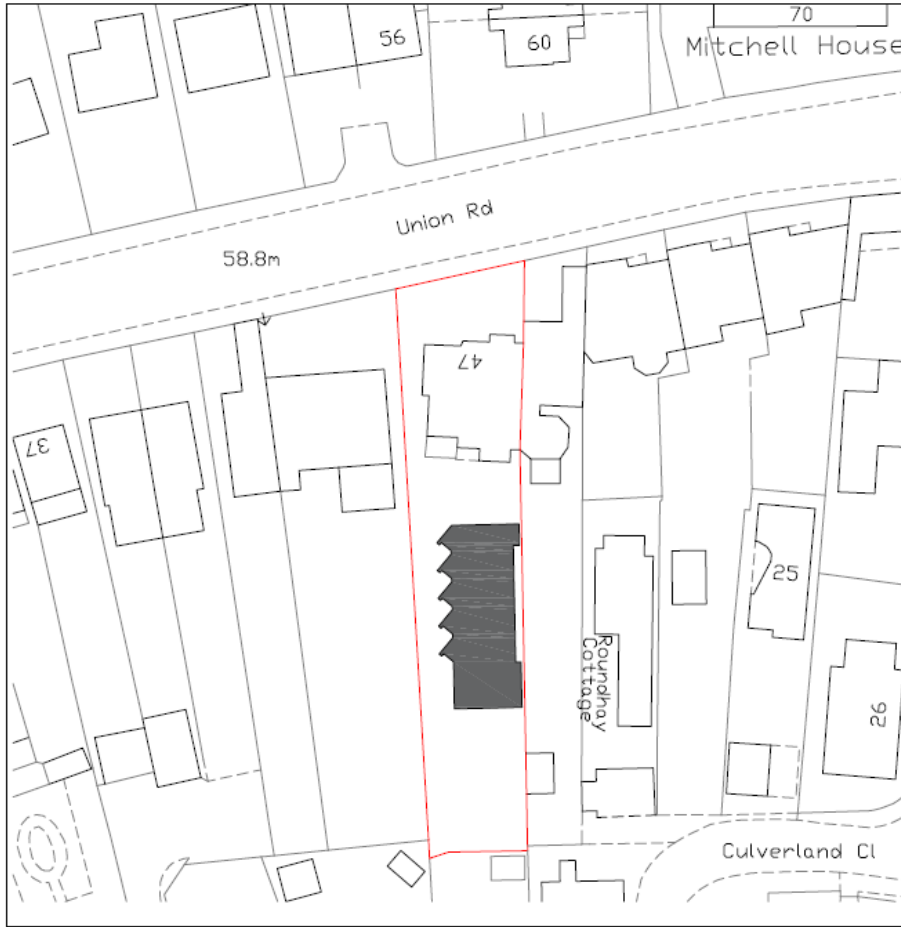 70
56
60
Mitchell House
Union Rd
58.8m
47
37
25
Roundhay
Cottage
26
Culverland Cl